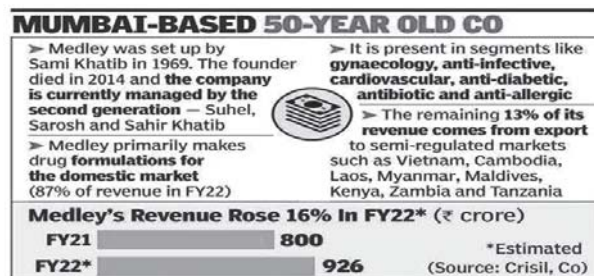 MUMBAI-BASED 50-YEAR OLD CO
➤ Medley was set up by
Sami Khatib in 1969. The founder
died in 2014 and the company
is currently managed by the
second generation — Suhel,
Sarosh and Sahir Khatib
➤ Medley primarily makes
drug formulations for
the domestic market
(87% of revenue in FY22)
➤ It is present in segments like
gynaecology, anti-infective,
cardiovascular, anti-diabetic,
antibiotic and anti-allergic
➤ The remaining 13% of its
revenue comes from export
to semi-regulated markets
such as Vietnam, Cambodia,
Laos, Myanmar, Maldives,
Kenya, Zambia and Tanzania
Medley's Revenue Rose 16% In FY22* (₹ crore)
FY21 800
FY22* 926
*Estimated
(Source: Crisil, Co)